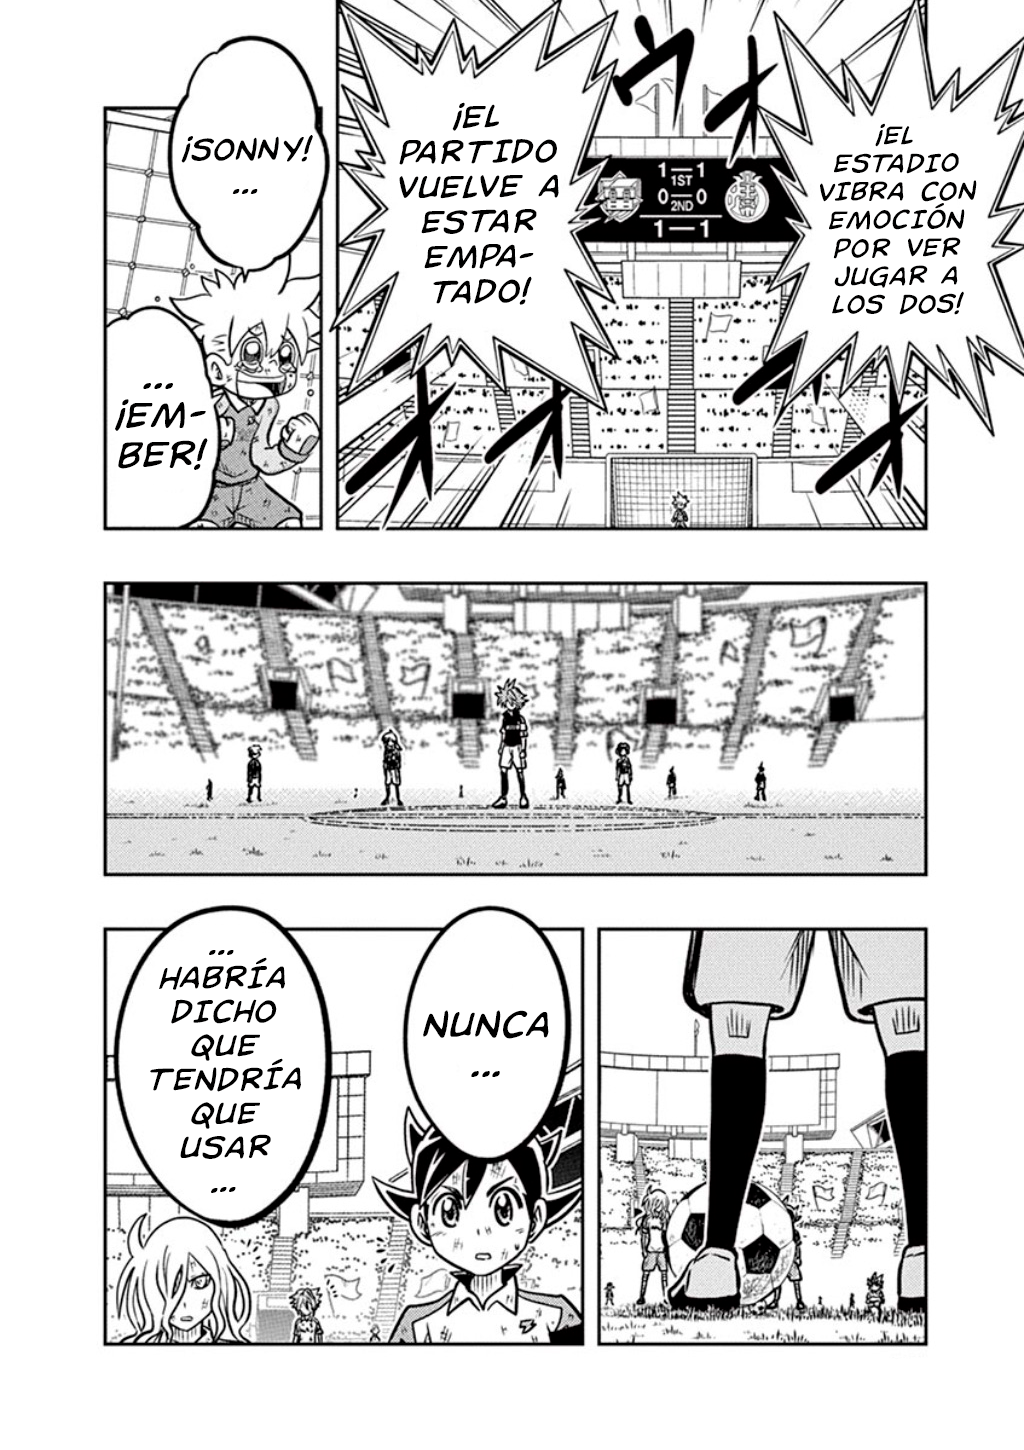 ¡EL
ESTADIO
VIBRA CON
EMOCIÓN
POR VER
JUGAR A
LOS DOS!
1—1
1ST
0—0
2ND
1—1
¡EL
PARTIDO
VUELVE A
ESTAR
EMPA-
TADO!
ウオオオオ
¡SONNY!
...
...
¡EM-
BER!
NUNCA
...
...
HABRÍA
DICHO
QUE
TENDRÍA
QUE
USAR
...